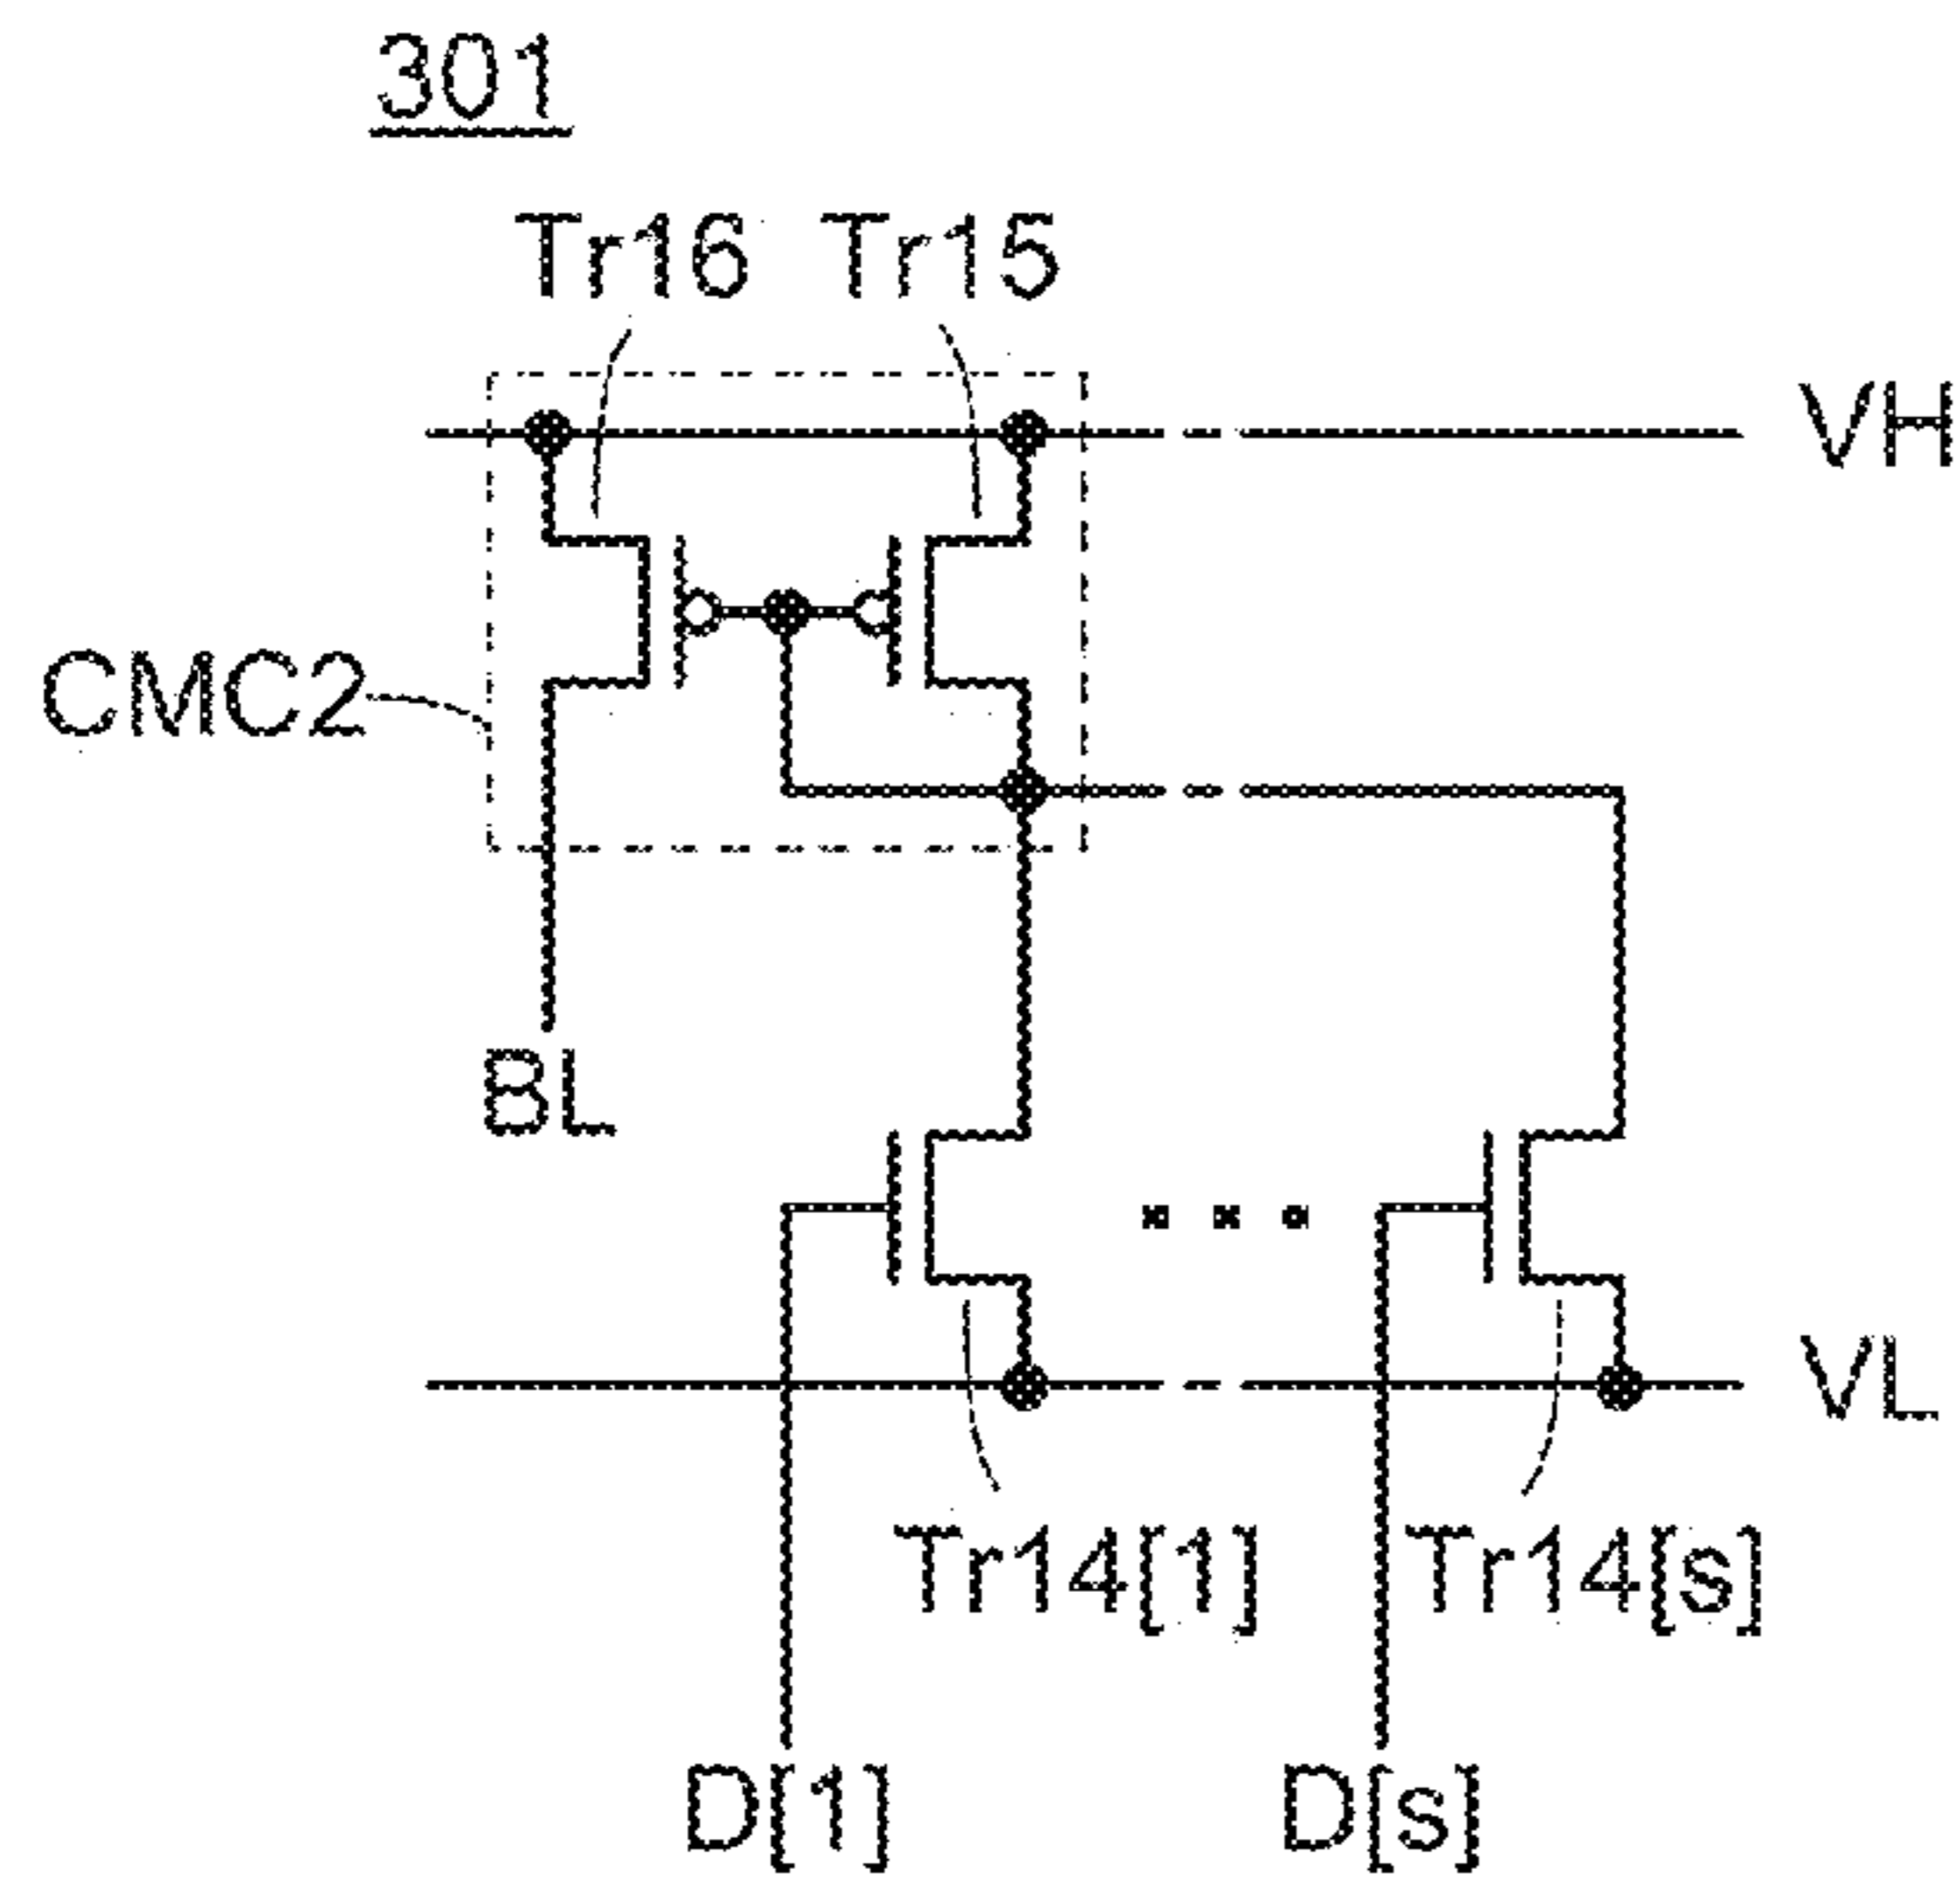 301
Tr16 Tr15
VH
CMC2
BL
VL
Tr14[1] Tr14[s]
D[1] D[s]